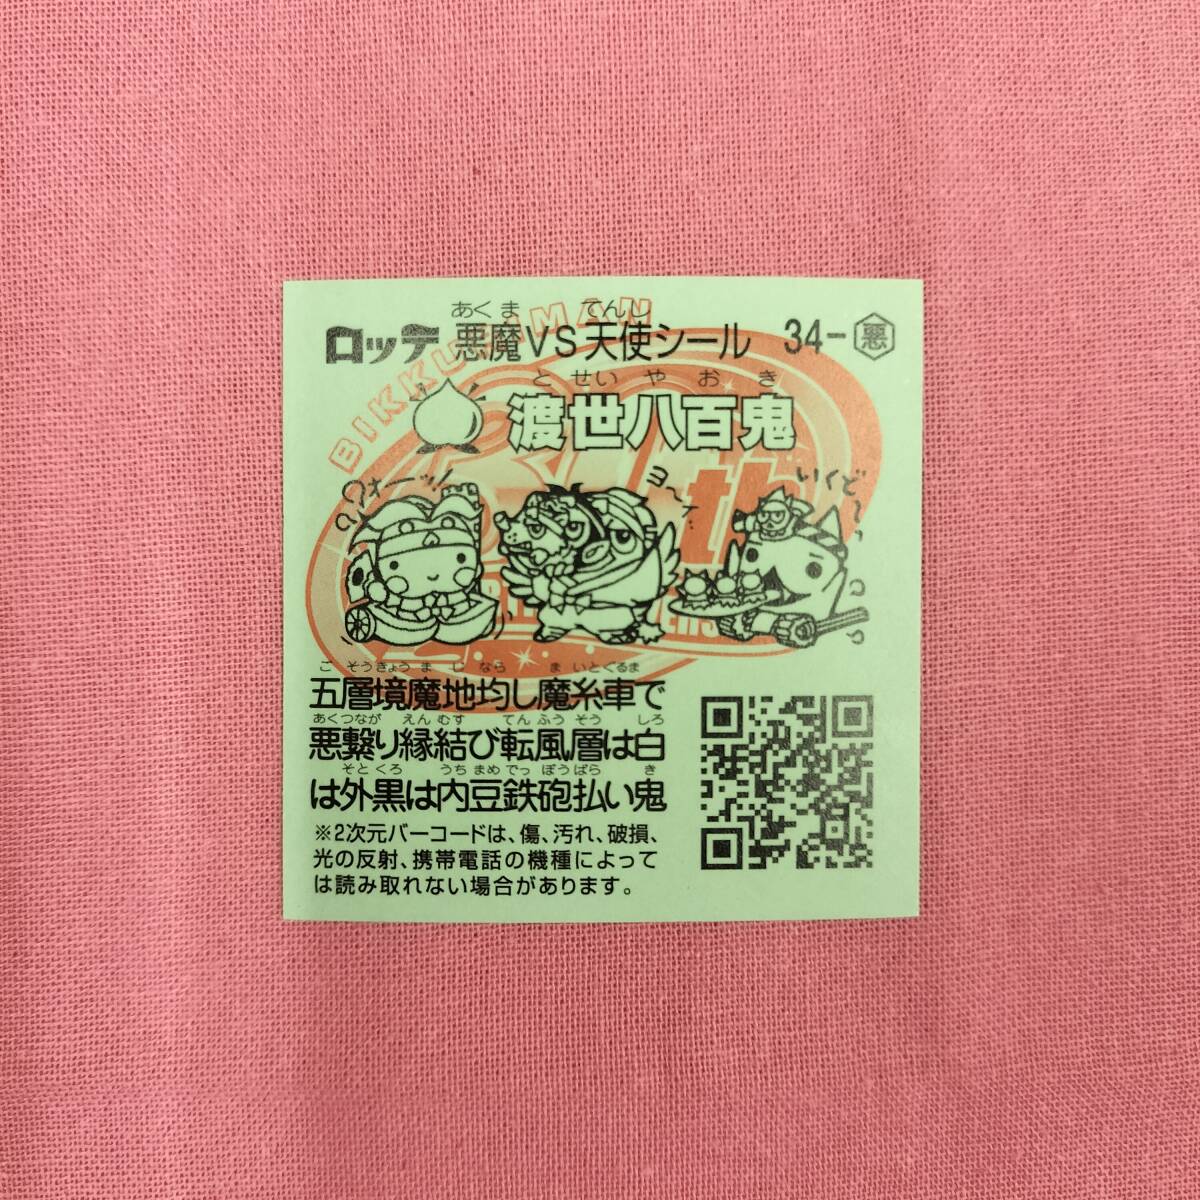 あくま てんし
ロッテ 悪魔VS天使シール 34-悪
BIKKURIMAN
とせいやおき
渡世八百鬼
th
ウォーッ!
ヨーイ
いくど〜
ごそうきょうまじなら まいとぐるま
五層境魔地均し魔糸車で
あくつなが えんむす てんふうそう しろ
悪繋り縁結び転風層は白
そとくろ うちまめでっぽうばら き
は外黒は内豆鉄砲払い鬼
※2次元バーコードは、傷、汚れ、破損、
光の反射、携帯電話の機種によって
は読み取れない場合があります。